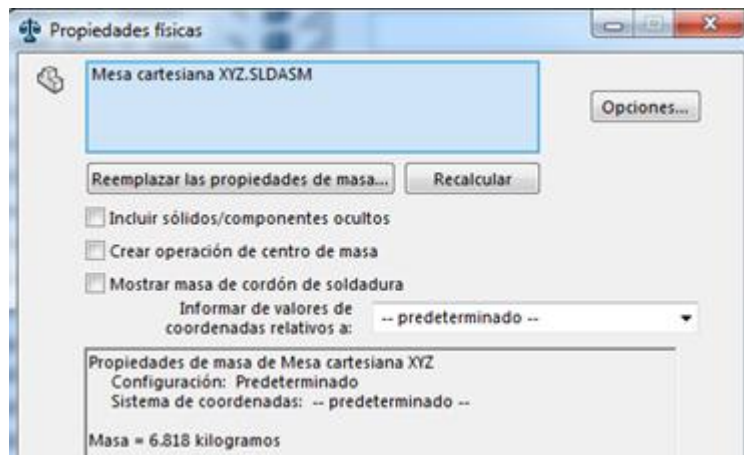 Propiedades físicas
Mesa cartesiana XYZ.SLDASM
Opciones...
Reemplazar las propiedades de masa...
Recalcular
Incluir sólidos/componentes ocultos
Crear operación de centro de masa
Mostrar masa de cordón de soldadura
Informar de valores de
coordenadas relativos a:
-- predeterminado --
Propiedades de masa de Mesa cartesiana XYZ
Configuración: Predeterminado
Sistema de coordenadas: -- predeterminado --
Masa = 6.818 kilogramos